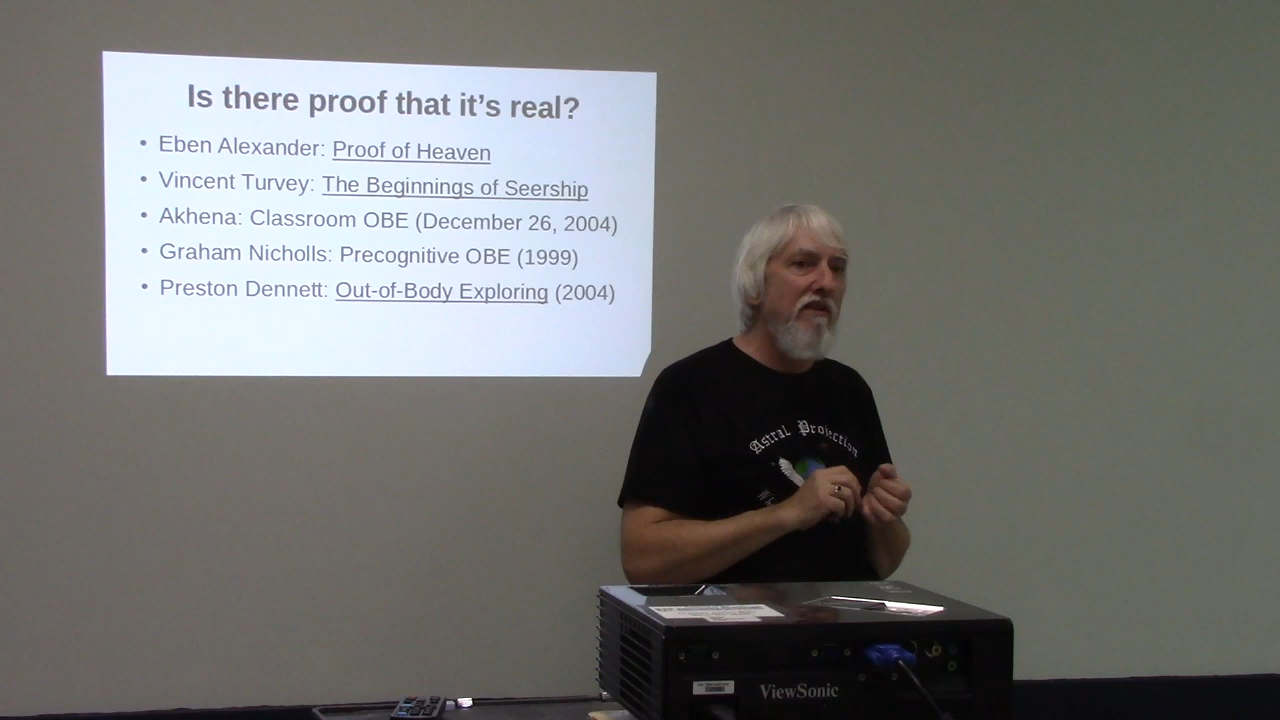 Is there proof that it's real?
• Eben Alexander: Proof of Heaven
• Vincent Turvey: The Beginnings of Seership
• Akhena: Classroom OBE (December 26, 2004)
• Graham Nicholls: Precognitive OBE (1999)
• Preston Dennett: Out-of-Body Exploring (2004)
Astral Projection
ViewSonic